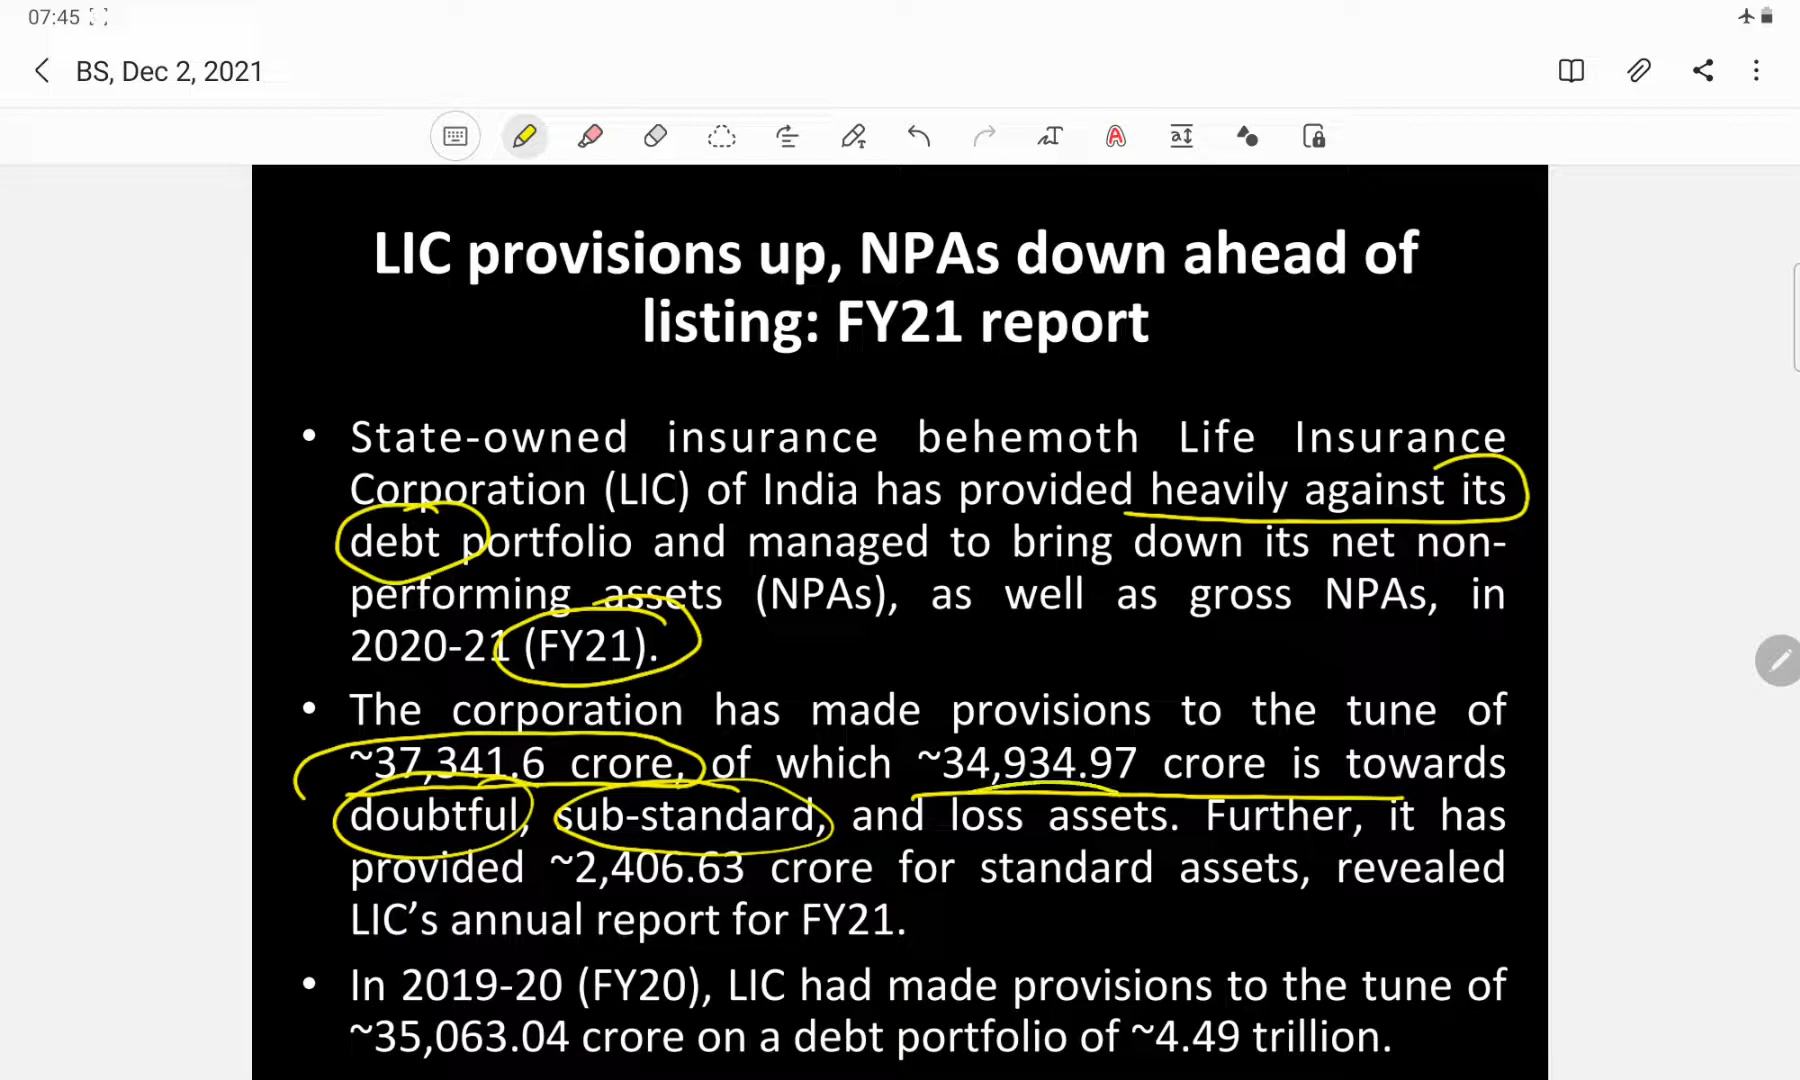 07:45
BS, Dec 2, 2021
LIC provisions up, NPAs down ahead of
listing: FY21 report
• State-owned insurance behemoth Life Insurance
Corporation (LIC) of India has provided heavily against its
debt portfolio and managed to bring down its net non-
performing assets (NPAs), as well as gross NPAs, in
2020-21 (FY21).
• The corporation has made provisions to the tune of
~37,341.6 crore, of which ~34,934.97 crore is towards
doubtful, sub-standard, and loss assets. Further, it has
provided ~2,406.63 crore for standard assets, revealed
LIC’s annual report for FY21.
• In 2019-20 (FY20), LIC had made provisions to the tune of
~35,063.04 crore on a debt portfolio of ~4.49 trillion.